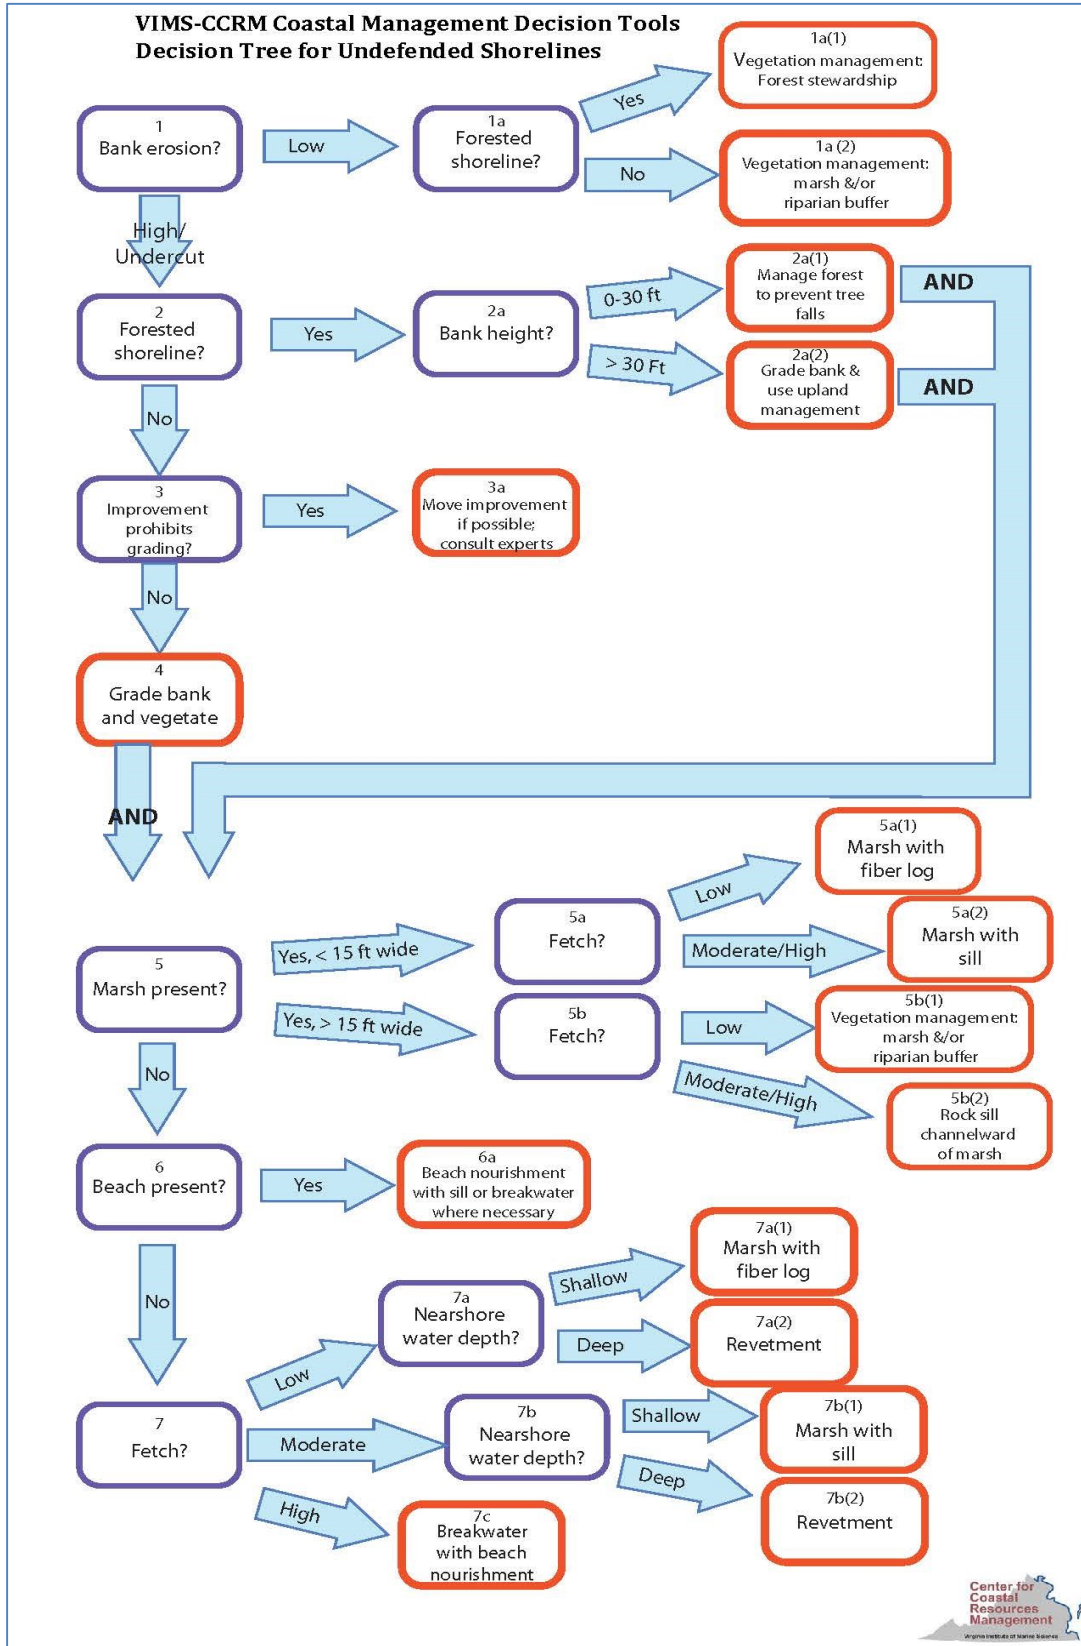 VIMS-CCRM Coastal Management Decision Tools
Decision Tree for Undefended Shorelines
1
Bank erosion?
Low
1a
Forested
shoreline?
Yes
1a(1)
Vegetation management:
Forest stewardship
No
1a (2)
Vegetation management:
marsh &/or
riparian buffer
High/
Undercut
2
Forested
shoreline?
Yes
2a
Bank height?
0-30 ft
2a(1)
Manage forest
to prevent tree
falls
AND
> 30 Ft
2a(2)
Grade bank &
use upland
management
AND
No
3
Improvement
prohibits
grading?
Yes
3a
Move improvement
if possible;
consult experts
No
4
Grade bank
and vegetate
AND
5
Marsh present?
Yes, < 15 ft wide
5a
Fetch?
Low
5a(1)
Marsh with
fiber log
Moderate/High
5a(2)
Marsh with
sill
Yes, > 15 ft wide
5b
Fetch?
Low
5b(1)
Vegetation management:
marsh &/or
riparian buffer
Moderate/High
5b(2)
Rock sill
channelward
of marsh
No
6
Beach present?
Yes
6a
Beach nourishment
with sill or breakwater
where necessary
No
7
Fetch?
Low
7a
Nearshore
water depth?
Shallow
7a(1)
Marsh with
fiber log
Deep
7a(2)
Revetment
Moderate
7b
Nearshore
water depth?
Shallow
7b(1)
Marsh with
sill
Deep
7b(2)
Revetment
High
7c
Breakwater
with beach
nourishment
Center for
Coastal
Resources
Management
Virginia Institute of Marine Science